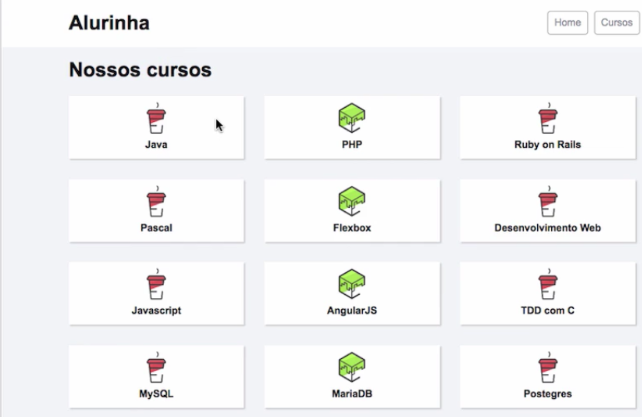 Alurinha
Home Cursos
Nossos cursos
Java PHP Ruby on Rails
Pascal Flexbox Desenvolvimento Web
Javascript AngularJS TDD com C
MySQL MariaDB Postegres